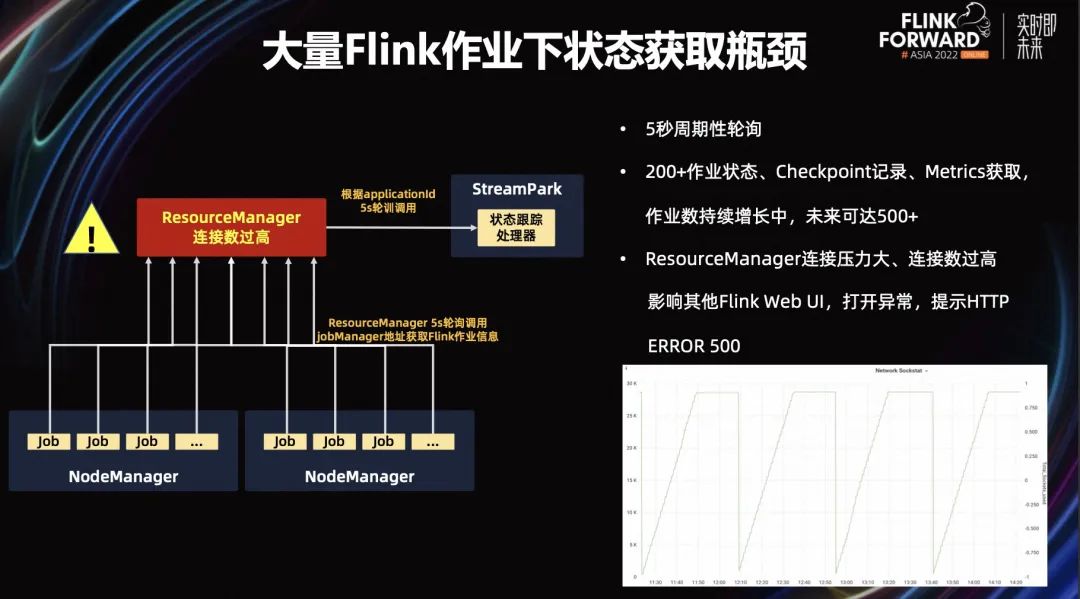 大量Flink作业下状态获取瓶颈
FLINK
FORWARD
# ASIA 2022 ONLINE
实时即
未来
• 5秒周期性轮询
• 200+作业状态、Checkpoint记录、Metrics获取，
作业数持续增长中，未来可达500+
• ResourceManager连接压力大、连接数过高
影响其他Flink Web UI，打开异常，提示HTTP
ERROR 500
ResourceManager
连接数过高
根据applicationId
5s轮训调用
StreamPark
状态跟踪
处理器
!
ResourceManager 5s轮询调用
jobManager地址获取Flink作业信息
Job Job Job ...
NodeManager
Job Job Job ...
NodeManager
Network Sockstat
30 K
25 K
20 K
15 K
10 K
5 K
0
1
0.750
0.500
0.250
0
-0.250
-0.500
-0.750
-1
11:30 11:40 11:50 12:00 12:10 12:20 12:30 12:40 12:50 13:00 13:10 13:20 13:30 13:40 13:50 14:00 14:10 14:20